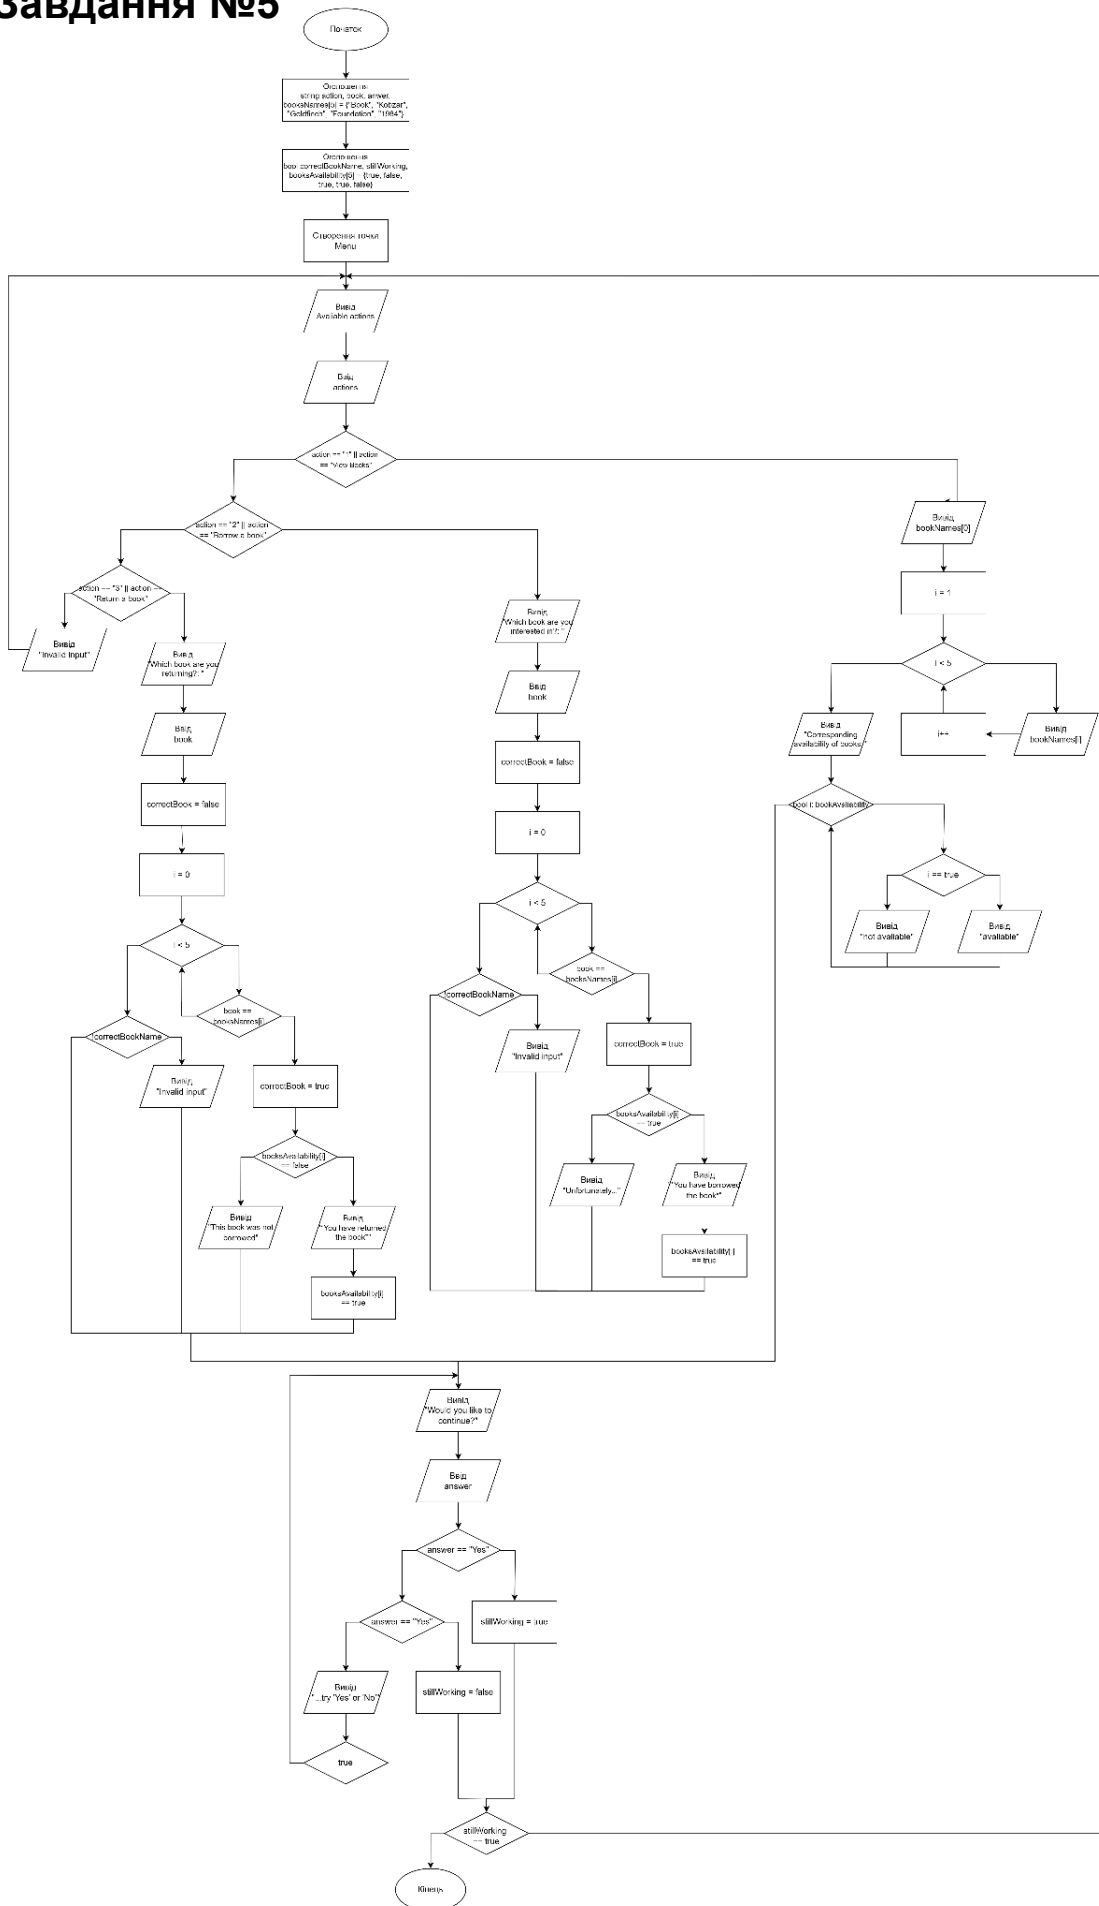 Завдання №5
Початок
Оголошення
string action, book, anwer,
booksNames[5] = {"Book", "Kobzar",
"Goldfinch", "Foundation", "1984"}
Оголошення
bool correctBookName, stillWorking,
booksAvailability[5] = {true, false,
true, true, false}
Створення точки
Menu
Вивід
Available actions
Ввід
actions
action == "1" || action
== "View Books"
action == "2" || action
== "Borrow a book"
action == "3" || action ==
"Return a book"
Вивід
"Invalid Input"
Вивід
"Which book are you
returning?: "
Ввід
book
correctBook = false
i = 0
i < 5
book ==
booksNames[i]
!correctBookName
Вивід
"Invalid input"
correctBook = true
booksAvailability[i]
== false
Вивід
"This book was not
borrowed"
Вивід
"'You have returned
the book'"
booksAvailability[i]
== true
Вивід
"Which book are you
interested in?: "
Ввід
book
correctBook = false
i = 0
i < 5
book ==
booksNames[i]
!correctBookName
Вивід
"Invalid input"
correctBook = true
booksAvailability[i]
== true
Вивід
"Unfortunately..."
Вивід
"You have borrowed
the book"
booksAvailability[i]
== true
Вивід
bookNames[0]
i = 1
i < 5
i++
Вивід
bookNames[i]
Вивід
"Corresponding
availability of books: "
bool i: bookAvailability
i == true
Вивід
"not available"
Вивід
"available"
Вивід
"Would you like to
continue?"
Ввід
answer
answer == "Yes"
answer == "Yes"
stillWorking = true
Вивід
"...try 'Yes' or 'No'"
stillWorking = false
true
stillWorking
== true
Кінець